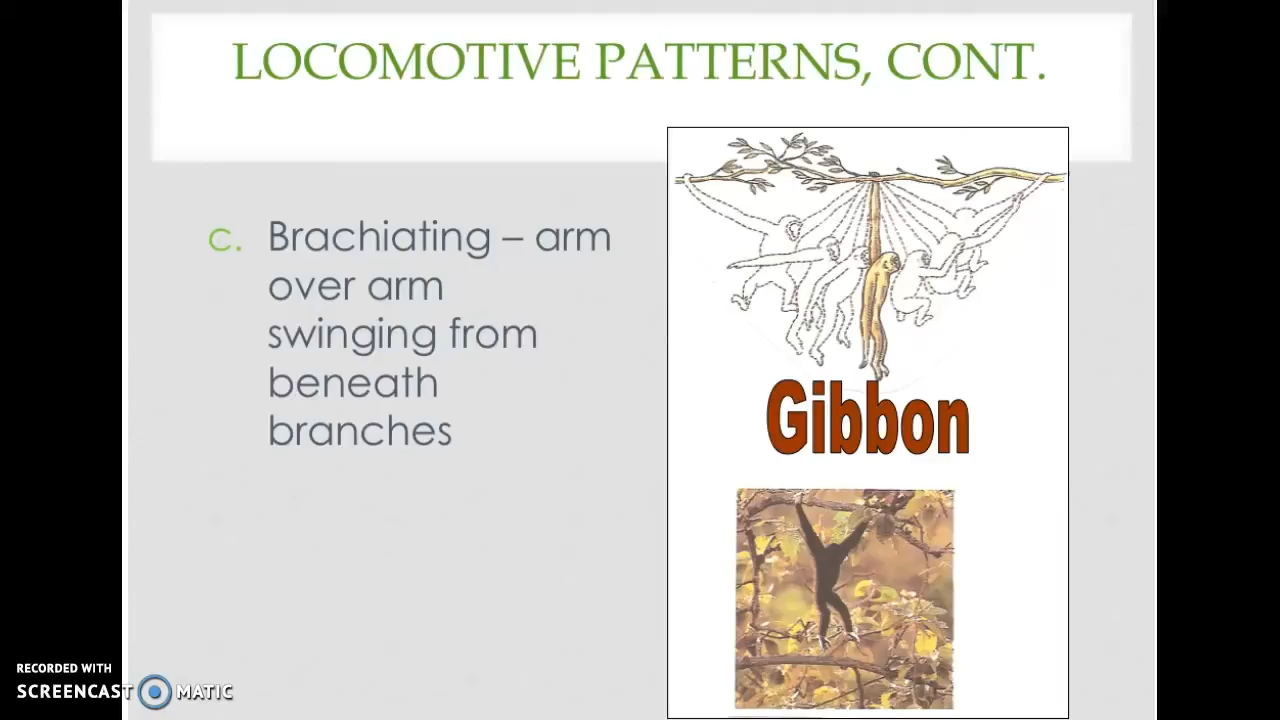 LOCOMOTIVE PATTERNS, CONT.
c. Brachiating – arm
over arm
swinging from
beneath
branches
Gibbon
RECORDED WITH
SCREENCAST MATIC